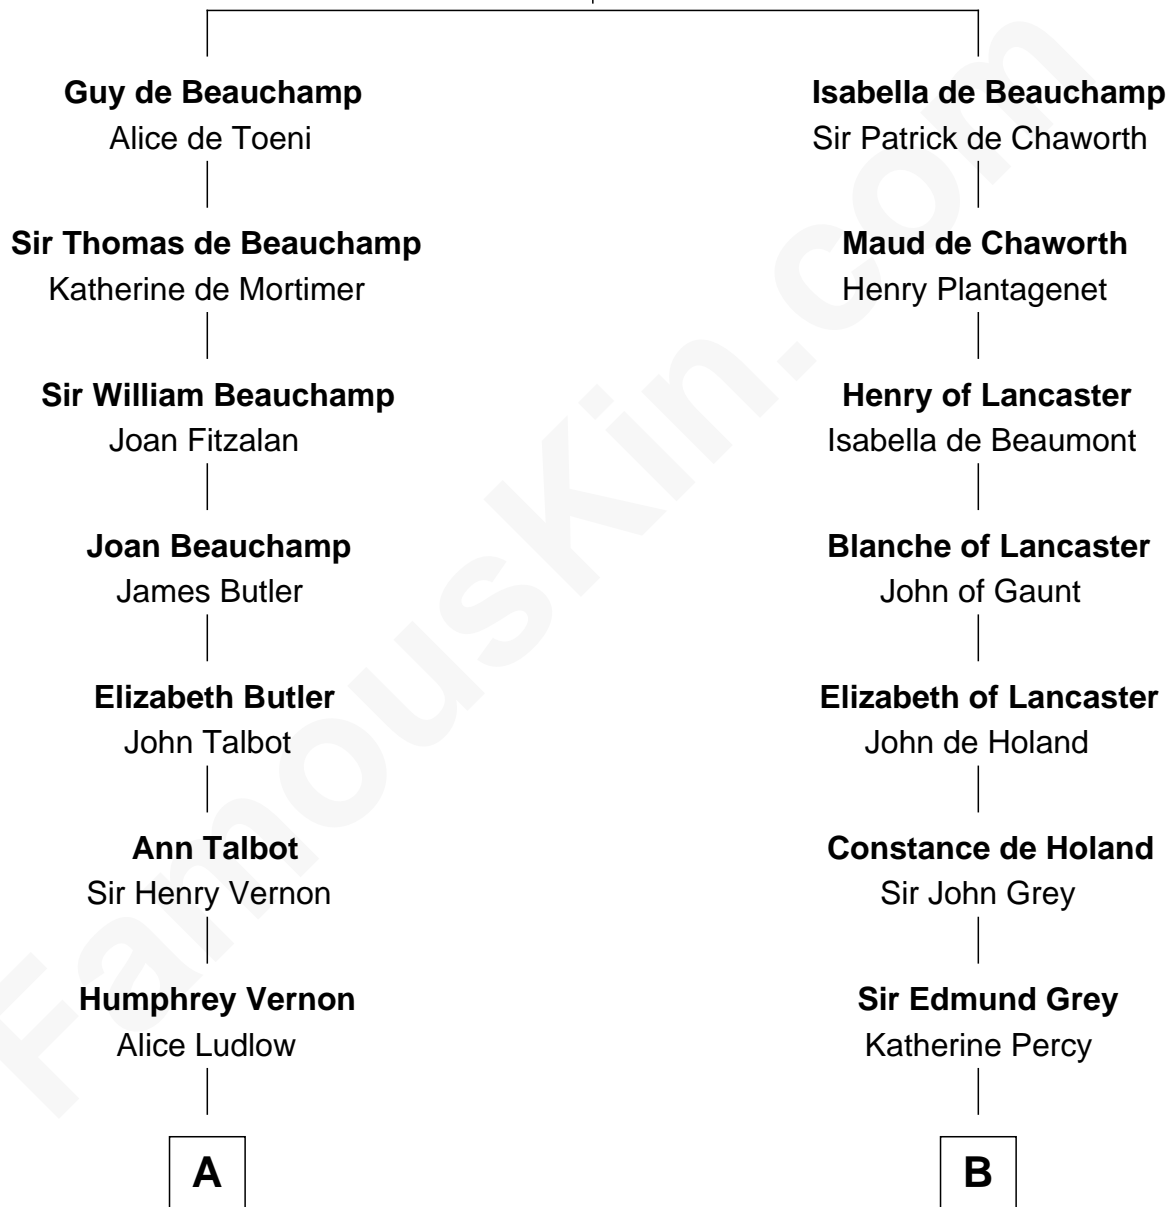 Guy de Beauchamp
Alice de Toeni
Isabella de Beauchamp
Sir Patrick de Chaworth
Sir Thomas de Beauchamp
Katherine de Mortimer
Maud de Chaworth
Henry Plantagenet
Sir William Beauchamp
Joan Fitzalan
Henry of Lancaster
Isabella de Beaumont
Joan Beauchamp
James Butler
Blanche of Lancaster
John of Gaunt
Elizabeth Butler
John Talbot
Elizabeth of Lancaster
John de Holand
Ann Talbot
Sir Henry Vernon
Constance de Holand
Sir John Grey
Humphrey Vernon
Alice Ludlow
Sir Edmund Grey
Katherine Percy
A
B
FamousKin.com